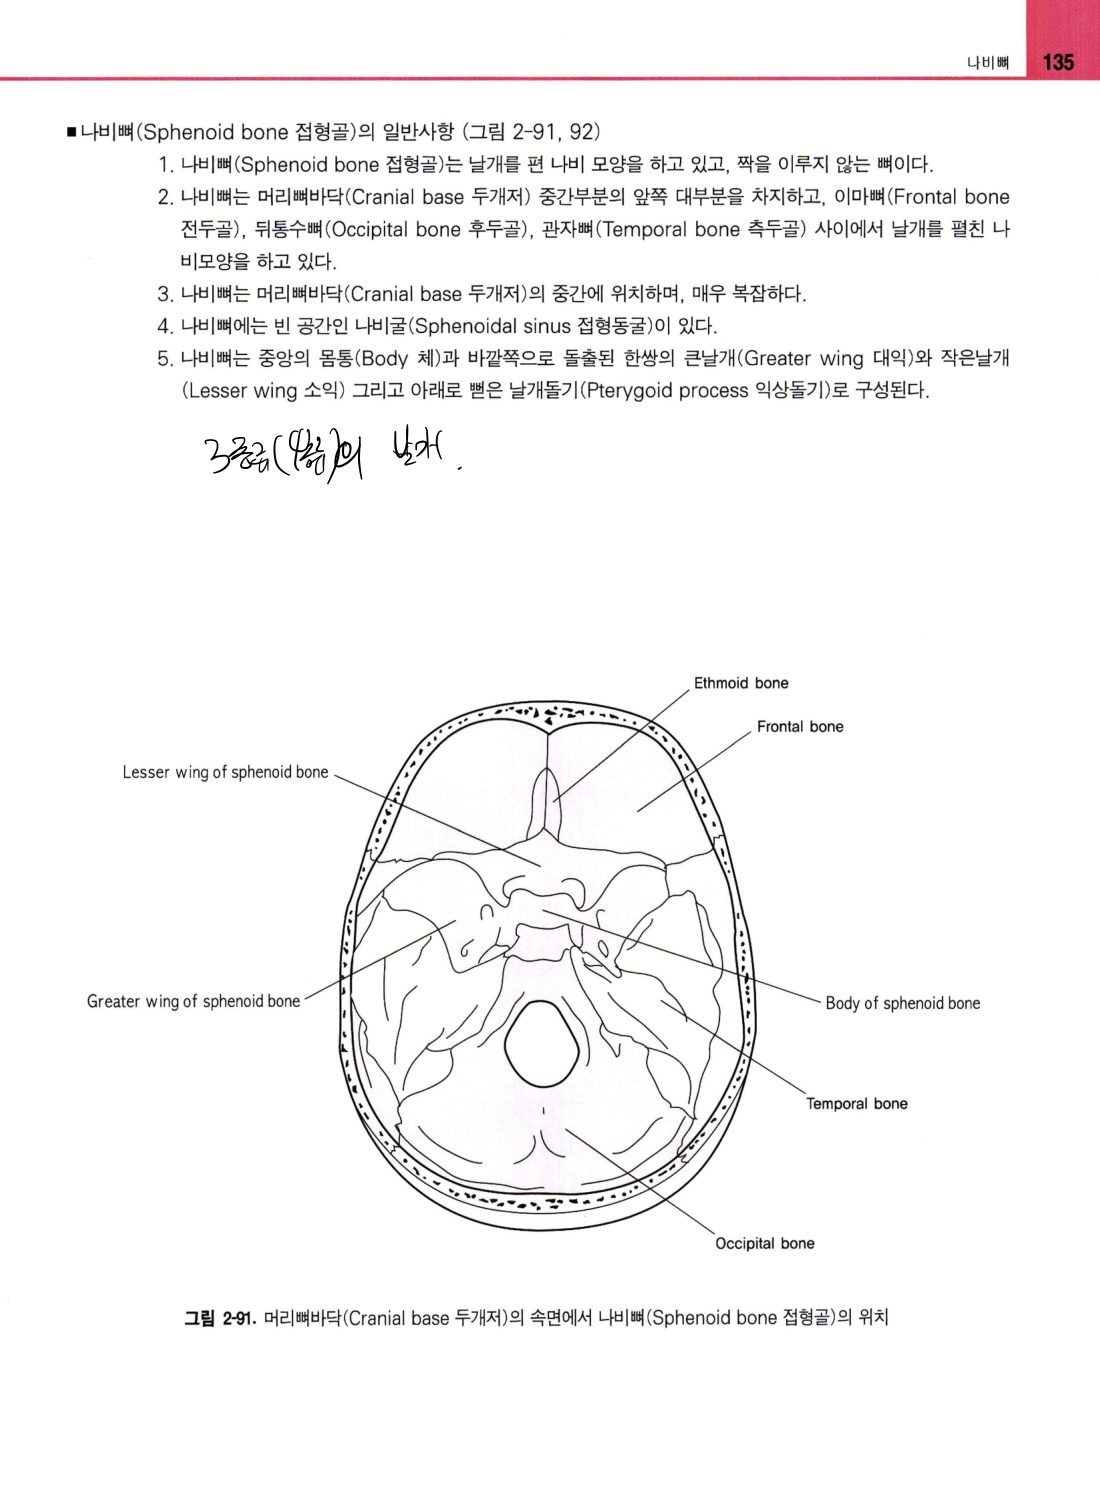 나비뼈 135
■ 나비뼈(Sphenoid bone 접형골)의 일반사항 (그림 2-91, 92)
1. 나비뼈(Sphenoid bone 접형골)는 날개를 편 나비 모양을 하고 있고, 짝을 이루지 않는 뼈이다.
2. 나비뼈는 머리뼈바닥(Cranial base 두개저) 중간부분의 앞쪽 대부분을 차지하고, 이마뼈(Frontal bone
전두골), 뒤통수뼈(Occipital bone 후두골), 관자뼈(Temporal bone 측두골) 사이에서 날개를 펼친 나
비모양을 하고 있다.
3. 나비뼈는 머리뼈바닥(Cranial base 두개저)의 중간에 위치하며, 매우 복잡하다.
4. 나비뼈에는 빈 공간인 나비굴(Sphenoidal sinus 접형동굴)이 있다.
5. 나비뼈는 중앙의 몸통(Body 체)과 바깥쪽으로 돌출된 한쌍의 큰날개(Greater wing 대익)와 작은날개
(Lesser wing 소익) 그리고 아래로 뻗은 날개돌기(Pterygoid process 익상돌기)로 구성된다.
의 날개.
Ethmoid bone
Frontal bone
Lesser wing of sphenoid bone
Greater wing of sphenoid bone
Body of sphenoid bone
Temporal bone
Occipital bone
그림 2-91. 머리뼈바닥(Cranial base 두개저)의 속면에서 나비뼈(Sphenoid bone 접형골)의 위치